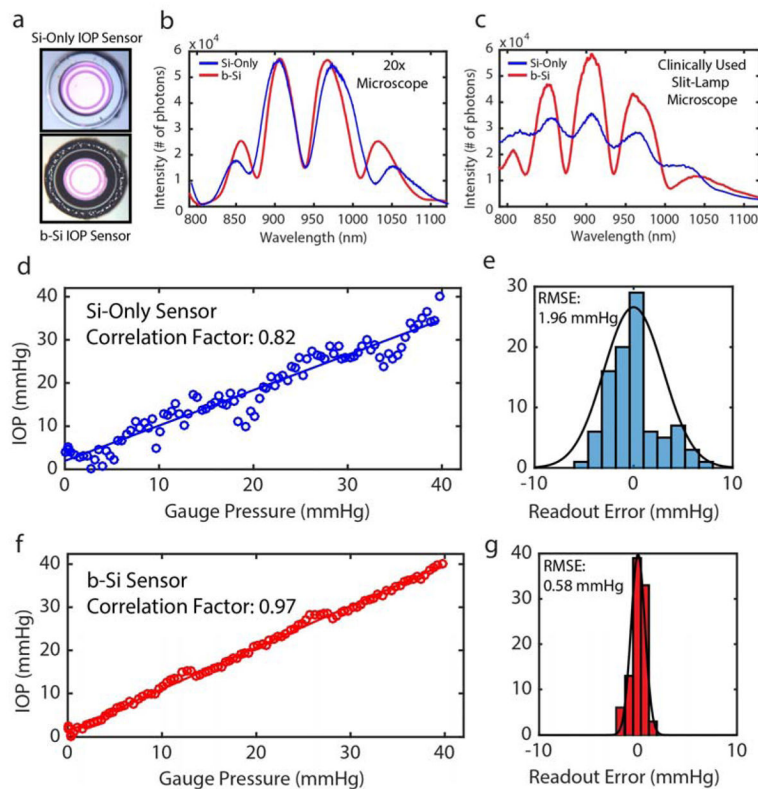 a
Si-Only IOP Sensor
b-Si IOP Sensor
b
6 x 10⁴
5
4
3
2
1
0
Intensity (# of photons)
Si-Only
b-Si
20x
Microscope
800 850 900 950 1000 1050 1100
Wavelength (nm)
c
6 x 10⁴
5
4
3
2
1
0
Intensity (# of photons)
Si-Only
b-Si
Clinically Used
Slit-Lamp
Microscope
800 850 900 950 1000 1050 1100
Wavelength (nm)
d
40
30
20
10
0
IOP (mmHg)
Si-Only Sensor
Correlation Factor: 0.82
0 10 20 30 40
Gauge Pressure (mmHg)
e
30
20
10
0
RMSE:
1.96 mmHg
-10 0 10
Readout Error (mmHg)
f
40
30
20
10
0
IOP (mmHg)
b-Si Sensor
Correlation Factor: 0.97
0 10 20 30 40
Gauge Pressure (mmHg)
g
40
30
20
10
0
RMSE:
0.58 mmHg
-10 0 10
Readout Error (mmHg)